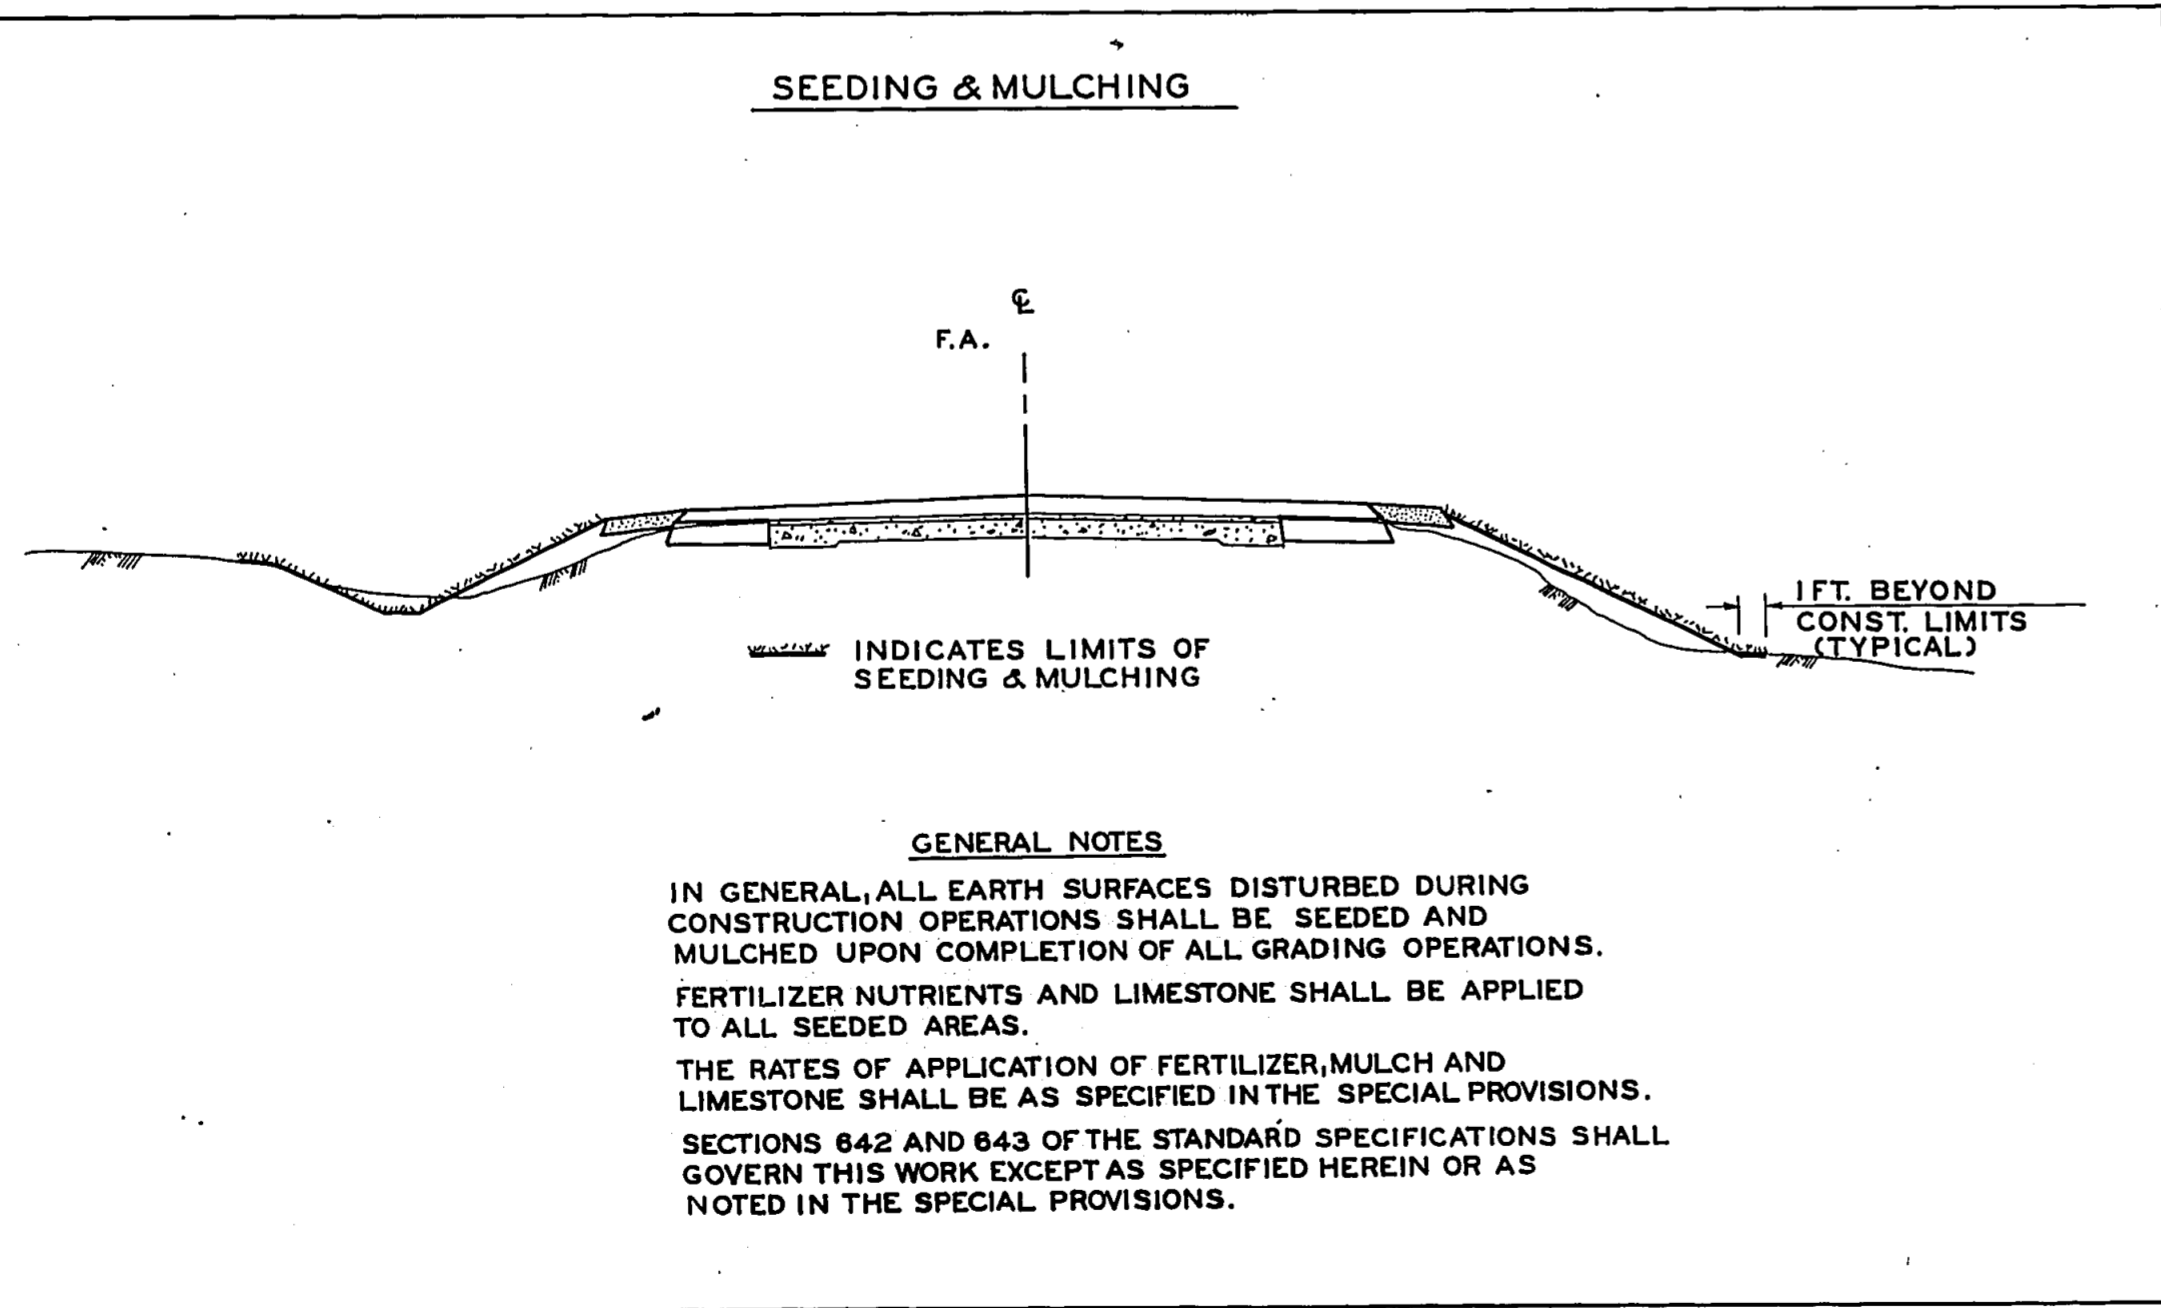 SEEDING & MULCHING
℄
F.A.
1 FT. BEYOND
CONST. LIMITS
(TYPICAL)
INDICATES LIMITS OF
SEEDING & MULCHING
GENERAL NOTES
IN GENERAL, ALL EARTH SURFACES DISTURBED DURING
CONSTRUCTION OPERATIONS SHALL BE SEEDED AND
MULCHED UPON COMPLETION OF ALL GRADING OPERATIONS.
FERTILIZER NUTRIENTS AND LIMESTONE SHALL BE APPLIED
TO ALL SEEDED AREAS.
THE RATES OF APPLICATION OF FERTILIZER, MULCH AND
LIMESTONE SHALL BE AS SPECIFIED IN THE SPECIAL PROVISIONS.
SECTIONS 642 AND 643 OF THE STANDARD SPECIFICATIONS SHALL
GOVERN THIS WORK EXCEPT AS SPECIFIED HEREIN OR AS
NOTED IN THE SPECIAL PROVISIONS.